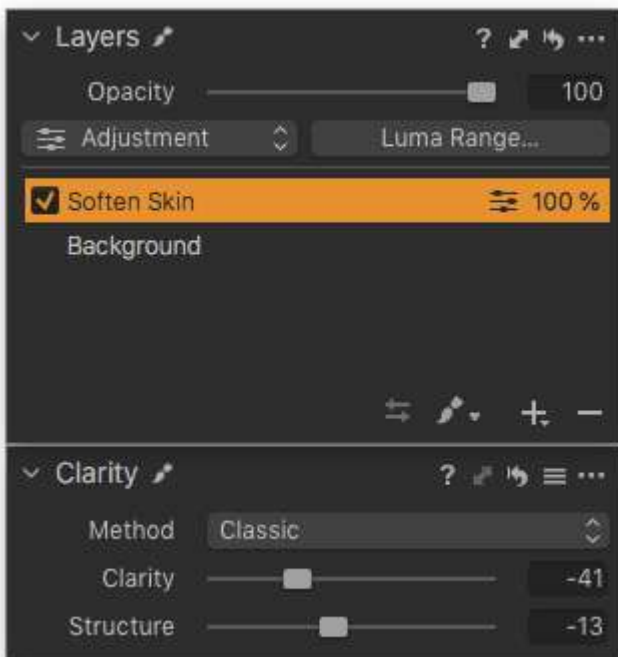 Layers ?
Opacity 100
Adjustment Luma Range...
Soften Skin 100 %
Background
Clarity ?
Method Classic
Clarity -41
Structure -13